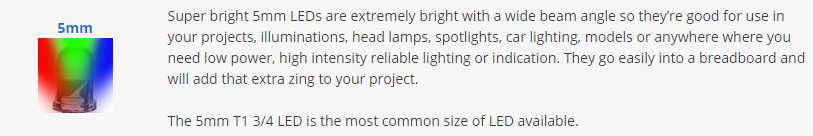 5mm
Super bright 5mm LEDs are extremely bright with a wide beam angle so they’re good for use in
your projects, illuminations, head lamps, spotlights, car lighting, models or anywhere where you
need low power, high intensity reliable lighting or indication. They go easily into a breadboard and
will add that extra zing to your project.
The 5mm T1 3/4 LED is the most common size of LED available.